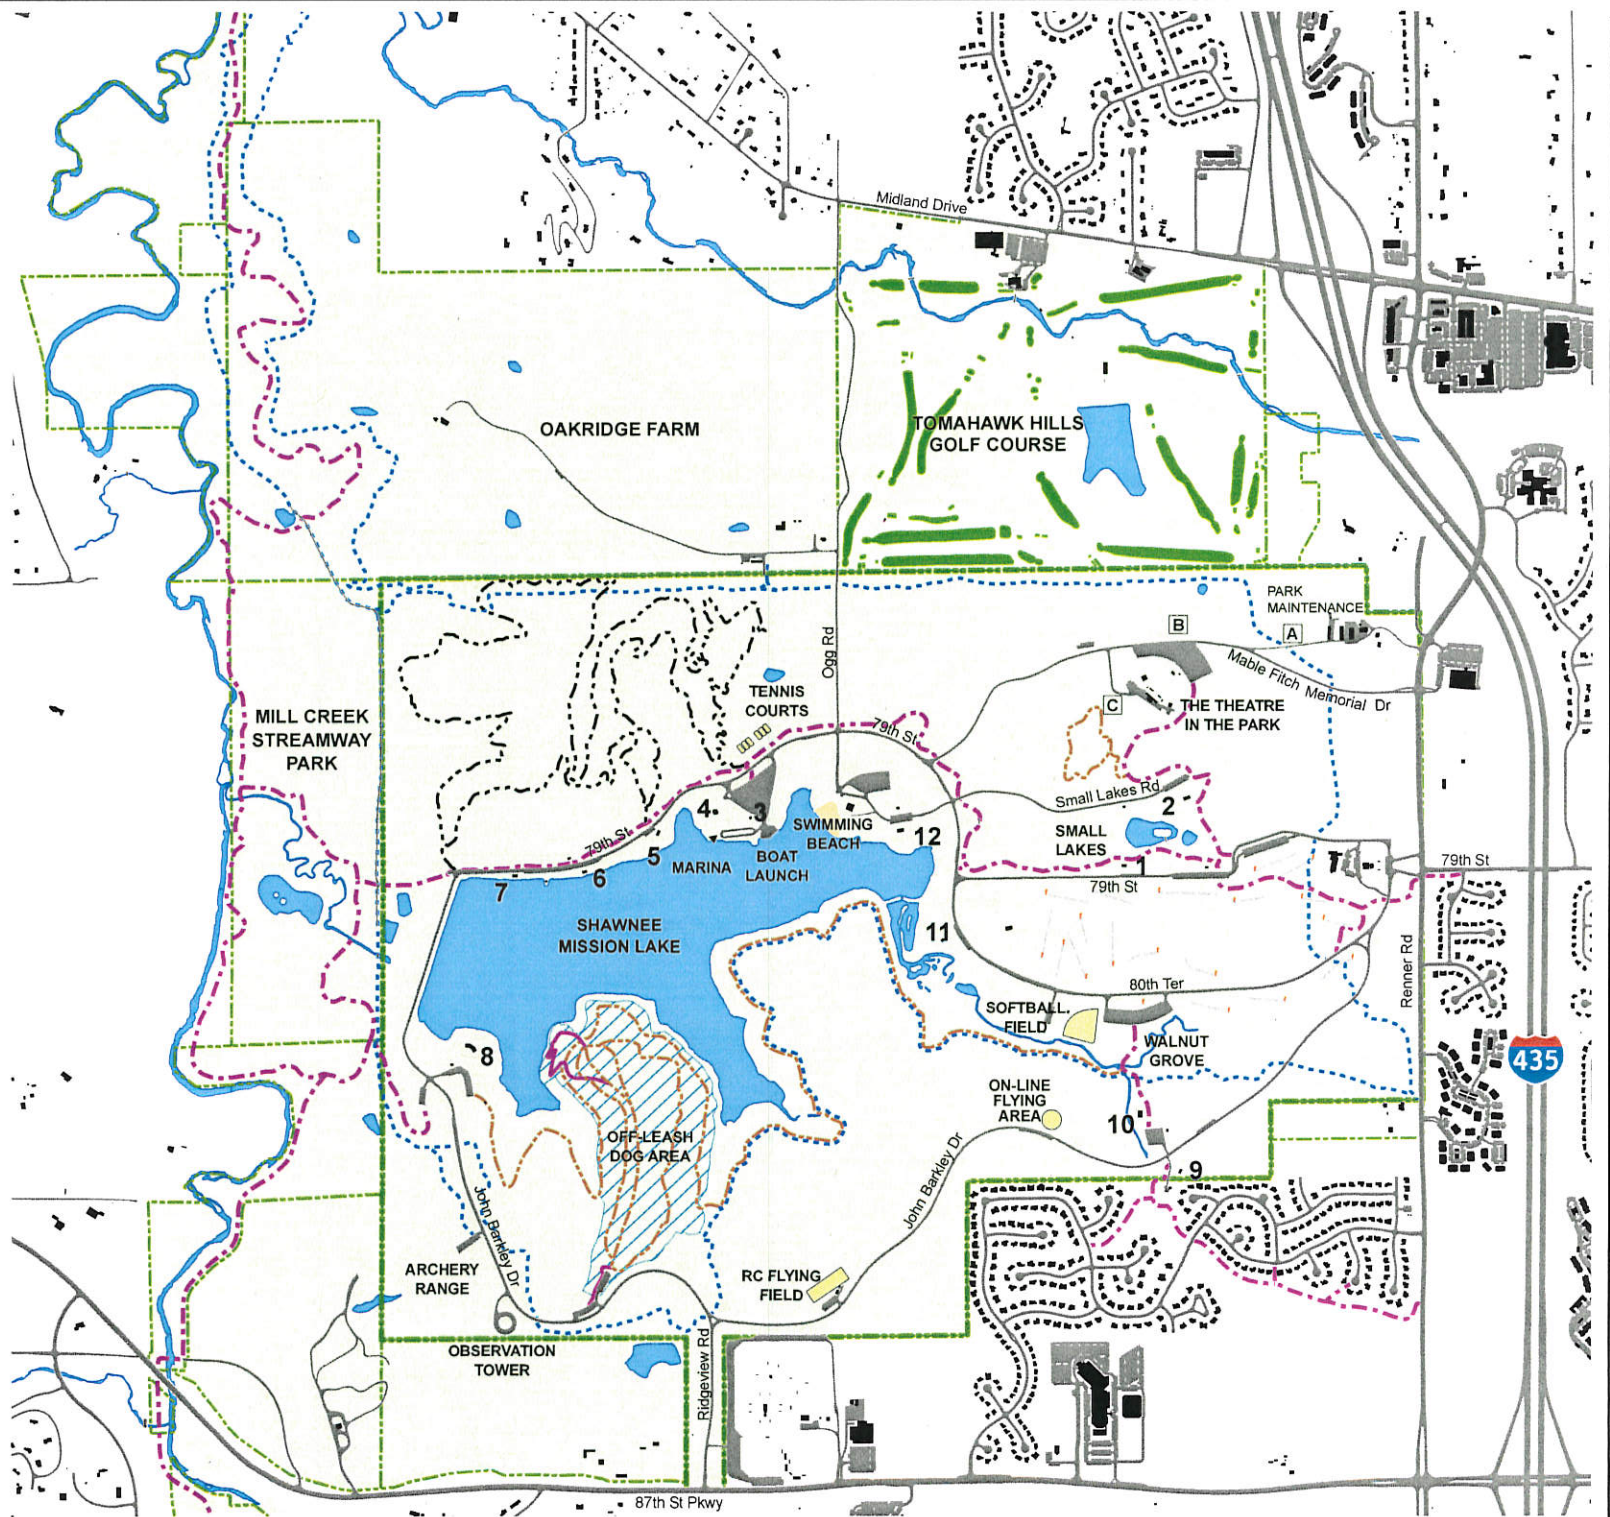 Midland Drive
OAKRIDGE FARM
TOMAHAWK HILLS
GOLF COURSE
PARK
MAINTENANCE
B
A
Ogg Rd
Mable Fitch Memorial Dr
TENNIS
COURTS
C
THE THEATRE
IN THE PARK
MILL CREEK
STREAMWAY
PARK
79th St
Small Lakes Rd
2
4
3
SWIMMING
BEACH
12
SMALL
LAKES
79th St
5
MARINA
BOAT
LAUNCH
1
79th St
7
6
79th St
SHAWNEE
MISSION LAKE
11
Renner Rd
80th Ter
SOFTBALL
FIELD
WALNUT
GROVE
435
8
ON-LINE
FLYING
AREA
10
OFF-LEASH
DOG AREA
9
John Barkley Dr
John Barkley Dr
ARCHERY
RANGE
RC FLYING
FIELD
OBSERVATION
TOWER
Ridgeview Rd
87th St Pkwy